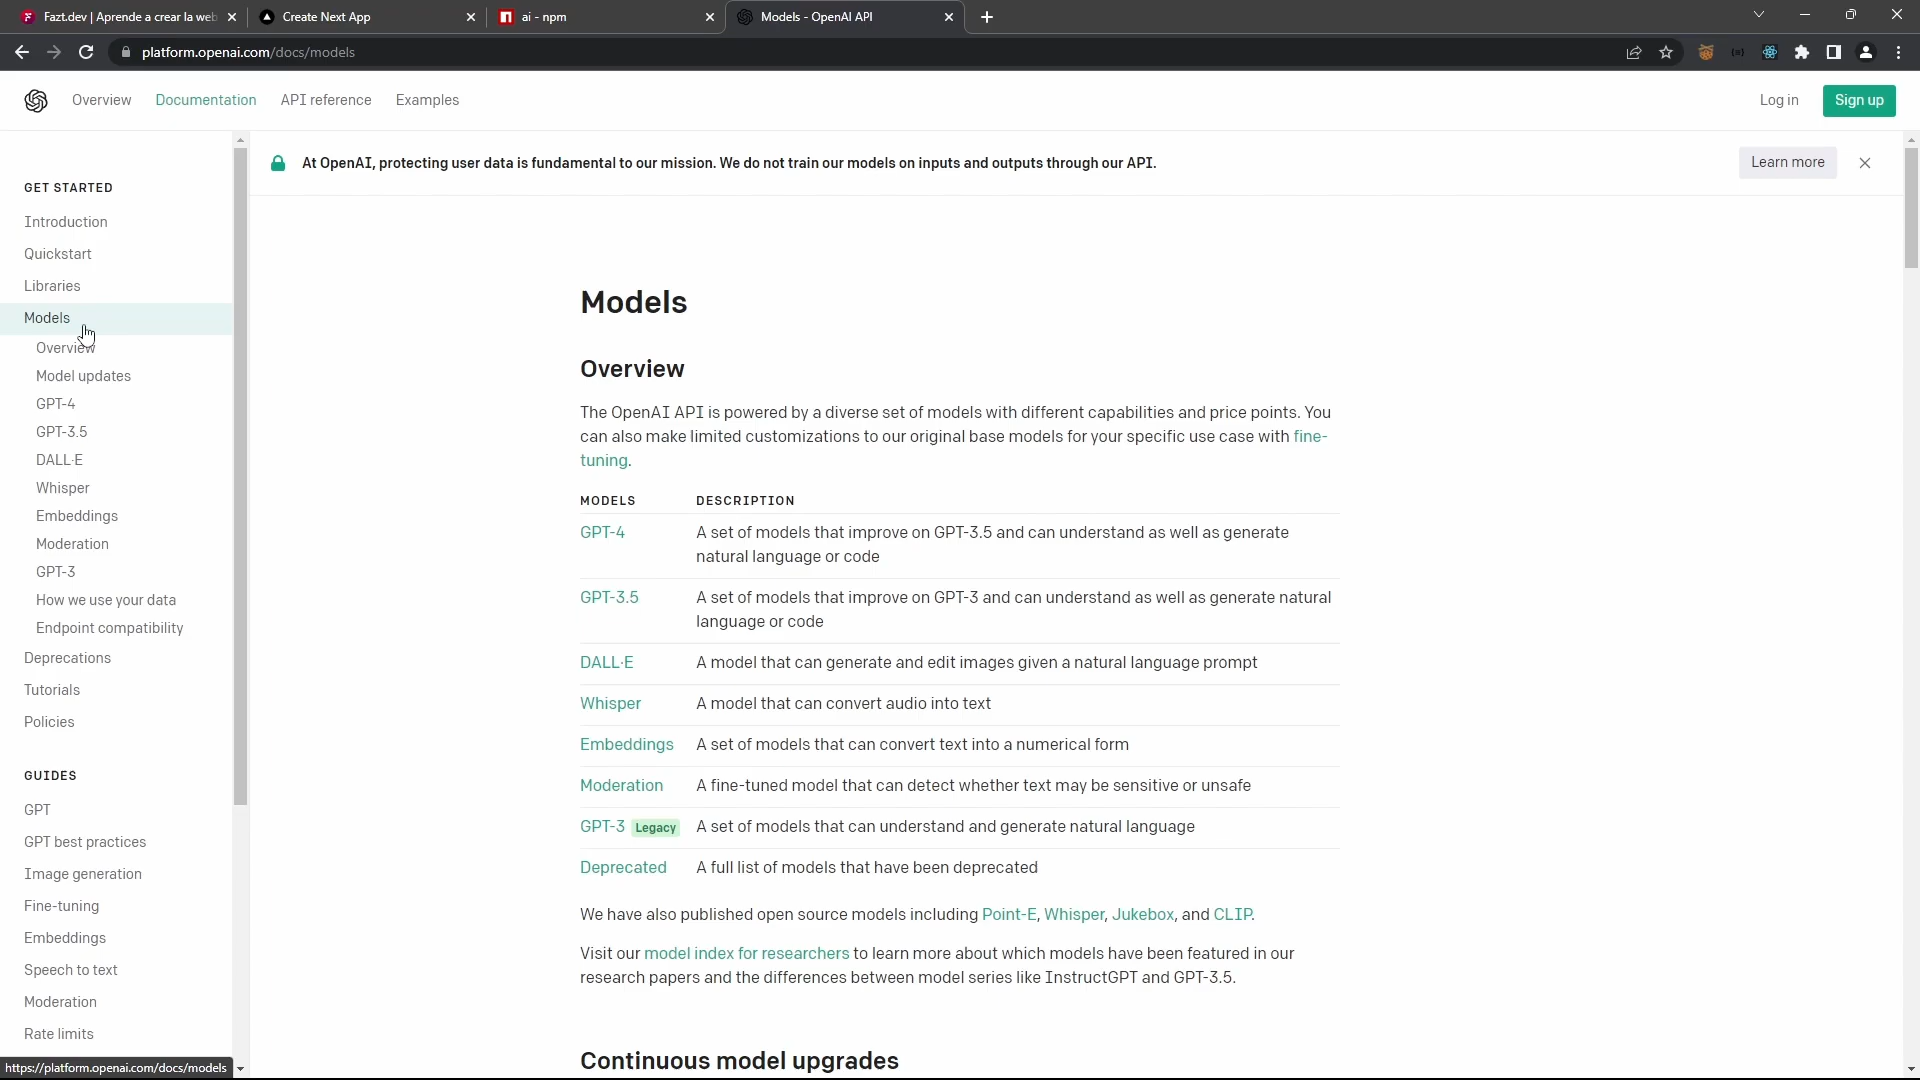 Fazt.dev | Aprende a crear la web
Create Next App
ai - npm
Models - OpenAI API
platform.openai.com/docs/models
Overview
Documentation
API reference
Examples
Log in
Sign up
At OpenAI, protecting user data is fundamental to our mission. We do not train our models on inputs and outputs through our API.
Learn more
GET STARTED
Introduction
Quickstart
Libraries
Models
Overview
Model updates
GPT-4
GPT-3.5
DALL·E
Whisper
Embeddings
Moderation
GPT-3
How we use your data
Endpoint compatibility
Deprecations
Tutorials
Policies
GUIDES
GPT
GPT best practices
Image generation
Fine-tuning
Embeddings
Speech to text
Moderation
Rate limits
https://platform.openai.com/docs/models
Models
Overview
The OpenAI API is powered by a diverse set of models with different capabilities and price points. You
can also make limited customizations to our original base models for your specific use case with fine-
tuning.
MODELS DESCRIPTION
GPT-4 A set of models that improve on GPT-3.5 and can understand as well as generate
natural language or code
GPT-3.5 A set of models that improve on GPT-3 and can understand as well as generate natural
language or code
DALL·E A model that can generate and edit images given a natural language prompt
Whisper A model that can convert audio into text
Embeddings A set of models that can convert text into a numerical form
Moderation A fine-tuned model that can detect whether text may be sensitive or unsafe
GPT-3 Legacy A set of models that can understand and generate natural language
Deprecated A full list of models that have been deprecated
We have also published open source models including Point-E, Whisper, Jukebox, and CLIP.
Visit our model index for researchers to learn more about which models have been featured in our
research papers and the differences between model series like InstructGPT and GPT-3.5.
Continuous model upgrades